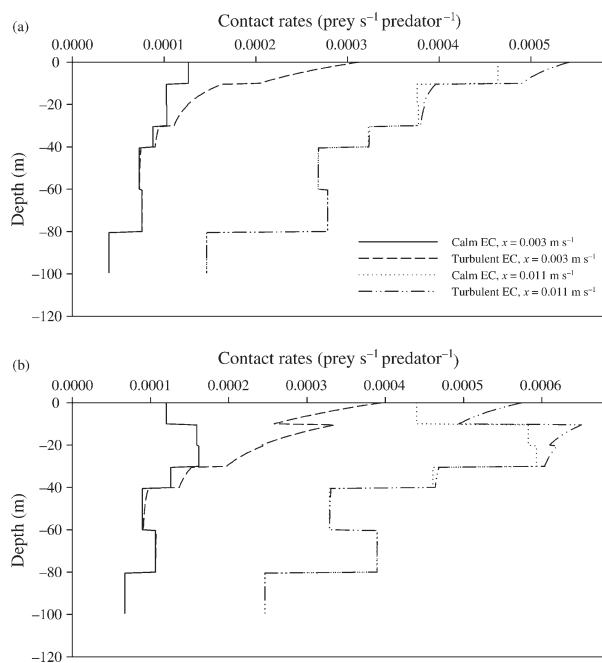 (a)
Contact rates (prey s⁻¹ predator⁻¹)
0.0000 0.0001 0.0002 0.0003 0.0004 0.0005
0
−20
−40
−60
−80
−100
−120
Depth (m)
Calm EC, x = 0.003 m s⁻¹
Turbulent EC, x = 0.003 m s⁻¹
Calm EC, x = 0.011 m s⁻¹
Turbulent EC, x = 0.011 m s⁻¹
(b)
Contact rates (prey s⁻¹ predator⁻¹)
0.0000 0.0001 0.0002 0.0003 0.0004 0.0005 0.0006
0
−20
−40
−60
−80
−100
−120
Depth (m)